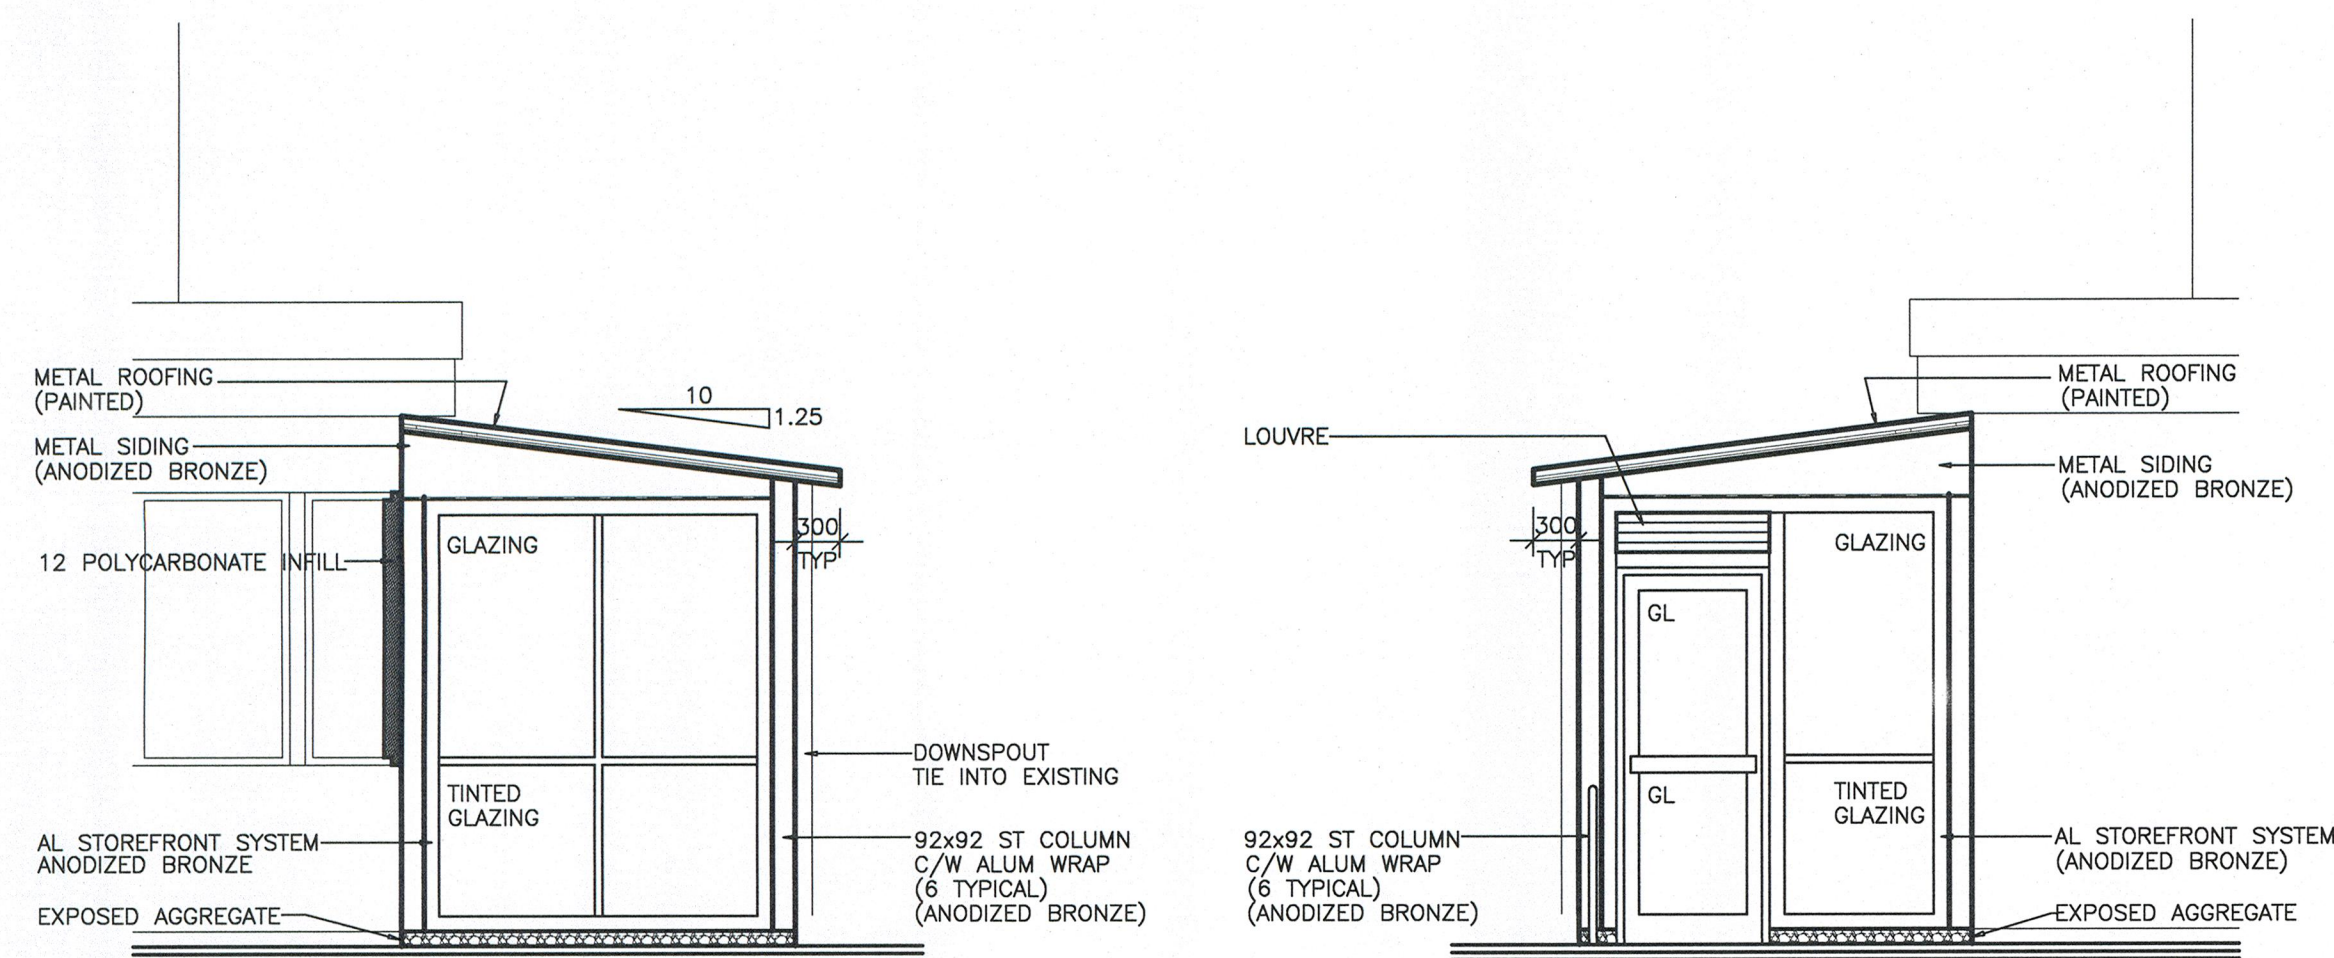 METAL ROOFING
(PAINTED)
METAL SIDING
(ANODIZED BRONZE)
12 POLYCARBONATE INFILL
AL STOREFRONT SYSTEM
ANODIZED BRONZE
EXPOSED AGGREGATE
10
1.25
GLAZING
TINTED
GLAZING
300
TYP
DOWNSPOUT
TIE INTO EXISTING
92x92 ST COLUMN
C/W ALUM WRAP
(6 TYPICAL)
(ANODIZED BRONZE)
LOUVRE
300
TYP
92x92 ST COLUMN
C/W ALUM WRAP
(6 TYPICAL)
(ANODIZED BRONZE)
GL
GL
GLAZING
TINTED
GLAZING
METAL ROOFING
(PAINTED)
METAL SIDING
(ANODIZED BRONZE)
AL STOREFRONT SYSTEM
(ANODIZED BRONZE)
EXPOSED AGGREGATE